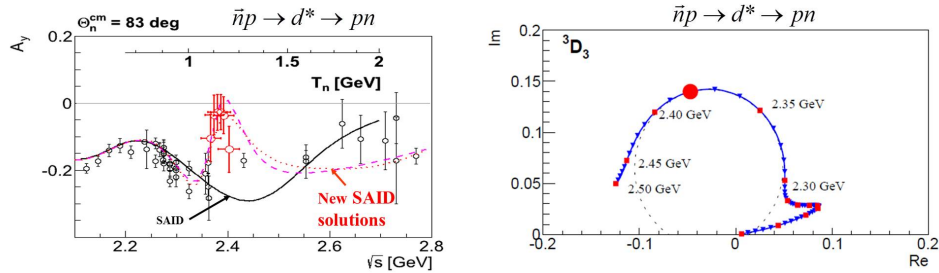 Θₙᶜᵐ = 83 deg
n⃗p → d* → pn
A_y
0.2
0
-0.2
1
1.5
2
Tₙ [GeV]
SAID
New SAID
solutions
2.2
2.4
2.6
2.8
√s [GeV]
n⃗p → d* → pn
Im
0.20
0.15
0.10
0.05
0
³D₃
2.40 GeV
2.35 GeV
2.45 GeV
2.50 GeV
2.30 GeV
-0.2
-0.1
0
0.1
0.2
Re